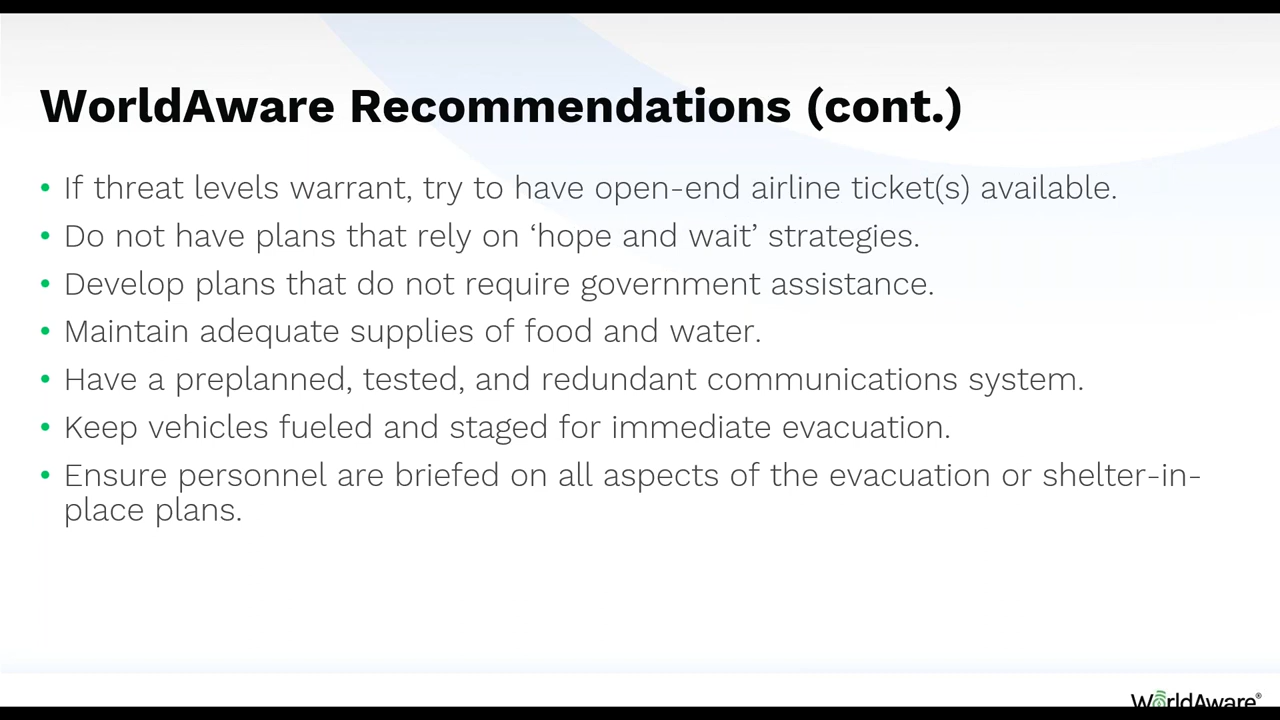 WorldAware Recommendations (cont.)
• If threat levels warrant, try to have open-end airline ticket(s) available.
• Do not have plans that rely on ‘hope and wait’ strategies.
• Develop plans that do not require government assistance.
• Maintain adequate supplies of food and water.
• Have a preplanned, tested, and redundant communications system.
• Keep vehicles fueled and staged for immediate evacuation.
• Ensure personnel are briefed on all aspects of the evacuation or shelter-in-
place plans.
WorldAware®